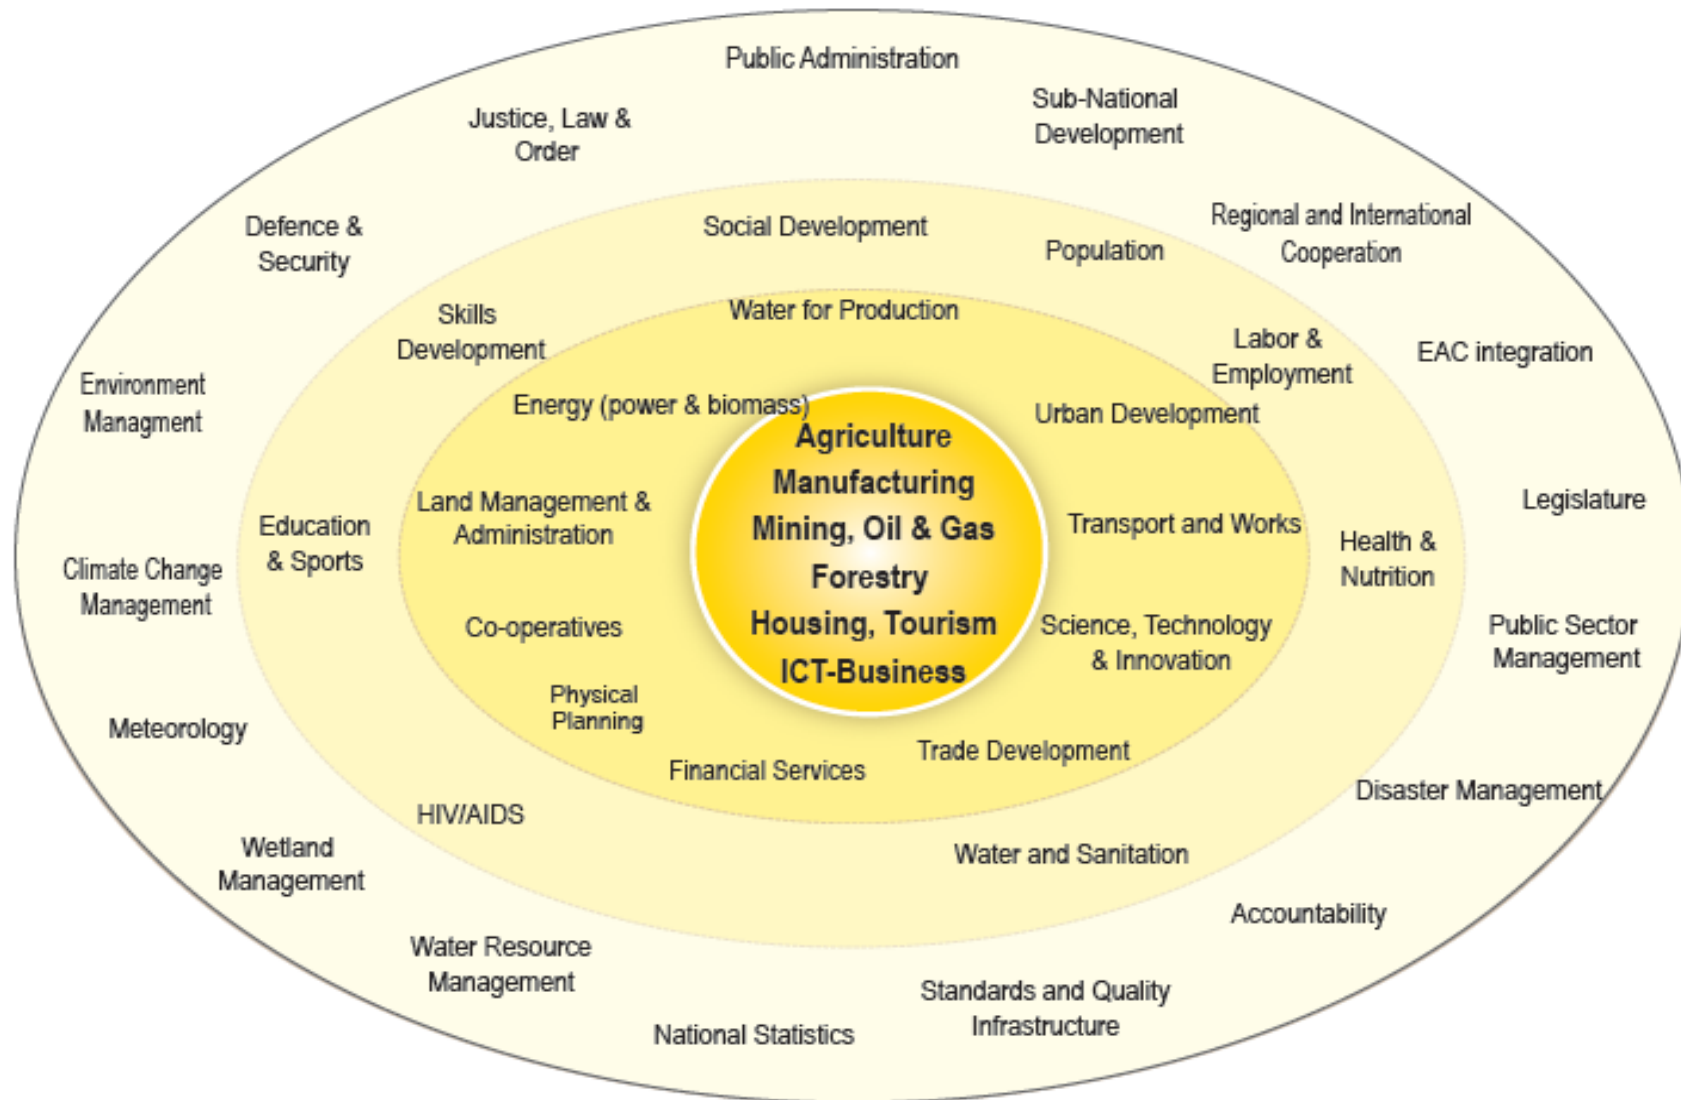 Public Administration
Sub-National
Development
Justice, Law &
Order
Regional and International
Cooperation
Defence &
Security
Social Development
Population
Skills
Development
Water for Production
Labor &
Employment
EAC integration
Environment
Managment
Energy (power & biomass)
Urban Development
Agriculture
Manufacturing
Mining, Oil & Gas
Forestry
Housing, Tourism
ICT-Business
Land Management &
Administration
Transport and Works
Legislature
Education
& Sports
Health &
Nutrition
Climate Change
Management
Co-operatives
Science, Technology
& Innovation
Public Sector
Management
Physical
Planning
Meteorology
Financial Services
Trade Development
Disaster Management
HIV/AIDS
Water and Sanitation
Wetland
Management
Accountability
Water Resource
Management
Standards and Quality
Infrastructure
National Statistics